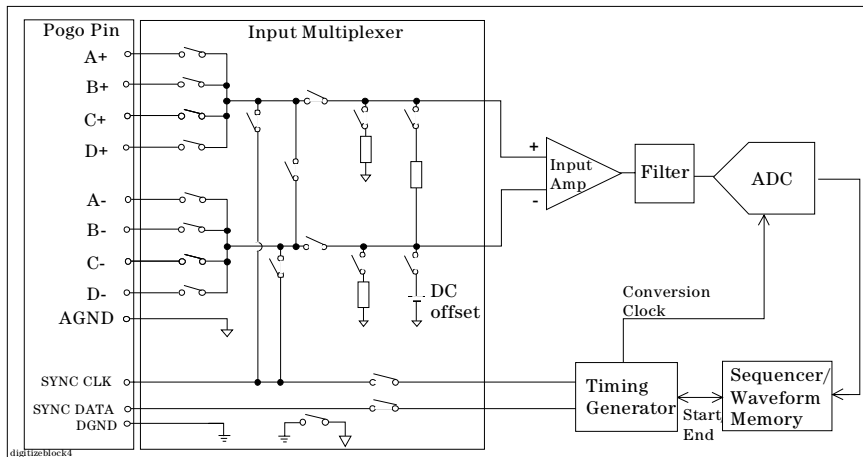 Pogo Pin
Input Multiplexer
A+
B+
C+
D+
A-
B-
C-
D-
AGND
SYNC CLK
SYNC DATA
DGND
DC
offset
+
-
Input
Amp
Filter
ADC
Conversion
Clock
Timing
Generator
Start/
End
Sequencer/
Waveform
Memory
digitizeblock4